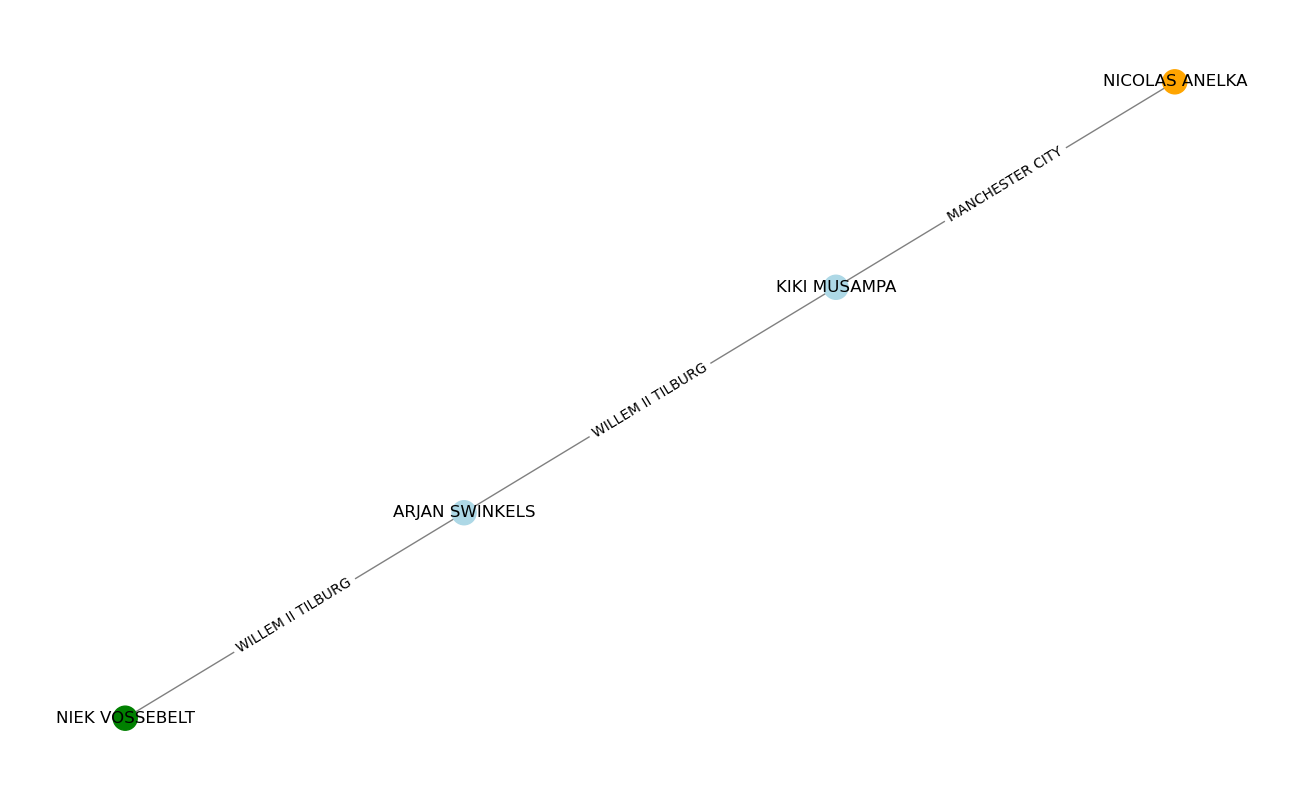 NICOLAS ANELKA
MANCHESTER CITY
KIKI MUSAMPA
WILLEM II TILBURG
ARJAN SWINKELS
WILLEM II TILBURG
NIEK VOSSEBELT